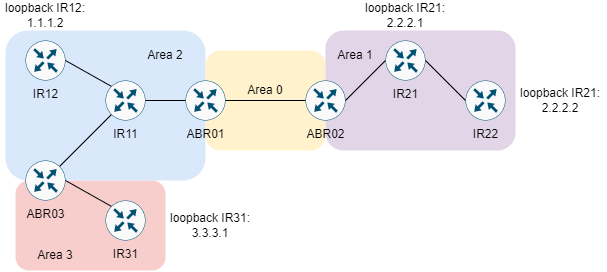 loopback IR12:
1.1.1.2
loopback IR21:
2.2.2.1
Area 2
Area 1
IR12
Area 0
IR21
loopback IR21:
2.2.2.2
IR11
ABR01
ABR02
IR22
ABR03
loopback IR31:
3.3.3.1
Area 3
IR31